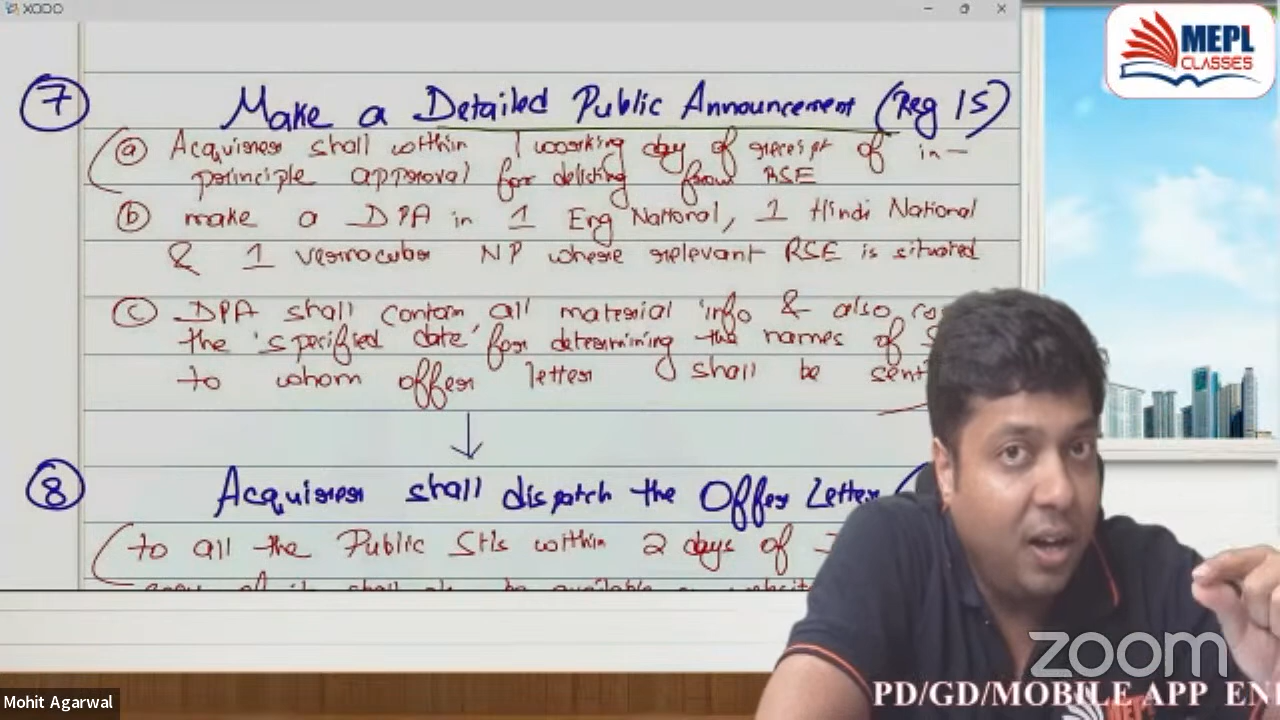 XODO
MEPL
CLASSES
7 Make a Detailed Public Announcement (Reg 15)
a Acquirer shall within 1 working day of receipt of in-
principle approval for delisting from RSE
b make a DPA in 1 Eng National, 1 Hindi National
& 1 vernacular NP where relevant RSE is situated
c DPA shall contain all material info & also
the 'specified date' for determining the names of
to whom offer letter shall be sent
8 Acquirer shall dispatch the Offer Letter (
to all the Public Shs within 2 days of
zoom
Mohit Agarwal
PD/GD/MOBILE APP EN